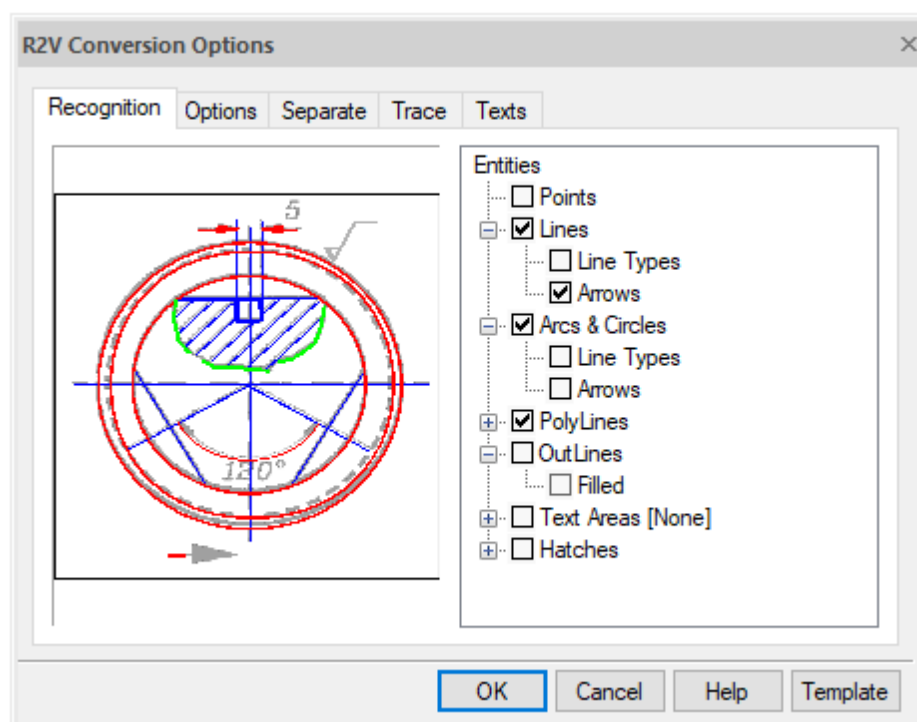 R2V Conversion Options
Recognition Options Separate Trace Texts
5
120°
Entities
Points
Lines
Line Types
Arrows
Arcs & Circles
Line Types
Arrows
PolyLines
OutLines
Filled
Text Areas [None]
Hatches
OK Cancel Help Template